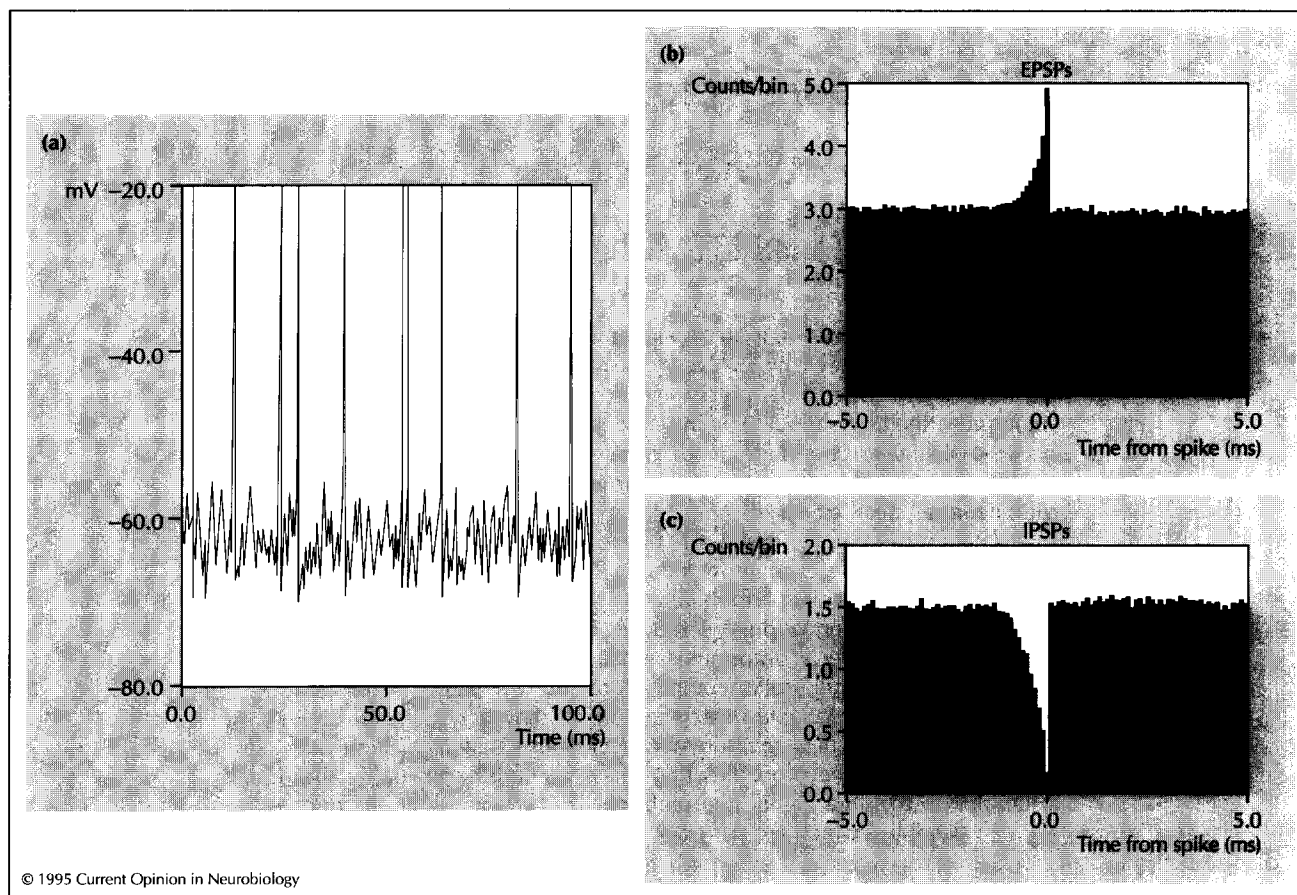 (a)
mV
−20.0
−40.0
−60.0
−80.0
0.0 50.0 100.0
Time (ms)
(b)
EPSPs
Counts/bin
5.0
4.0
3.0
2.0
1.0
0.0
−5.0 0.0 5.0
Time from spike (ms)
(c)
IPSPs
Counts/bin
2.0
1.5
1.0
0.5
0.0
−5.0 0.0 5.0
Time from spike (ms)
© 1995 Current Opinion in Neurobiology